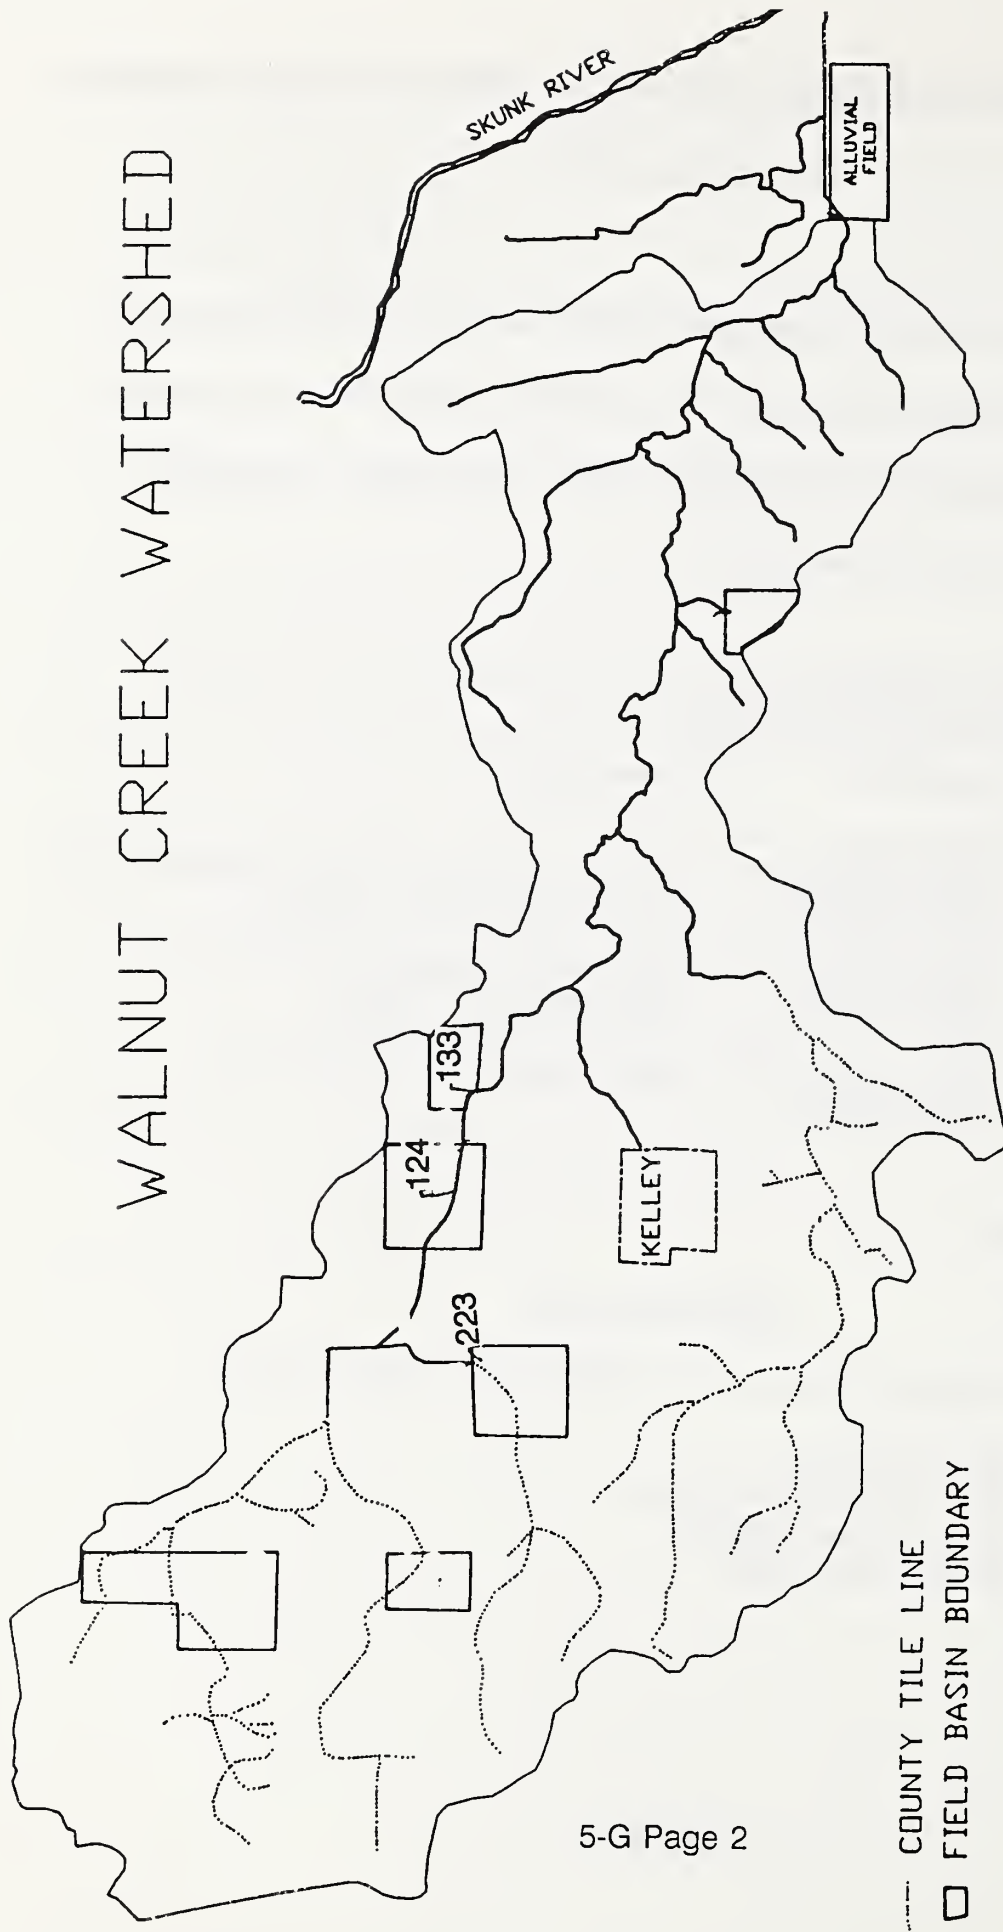 WALNUT CREEK WATERSHED
SKUNK RIVER
ALLUVIAL
FIELD
133
124
223
KELLEY
COUNTY TILE LINE
FIELD BASIN BOUNDARY
5-G Page 2